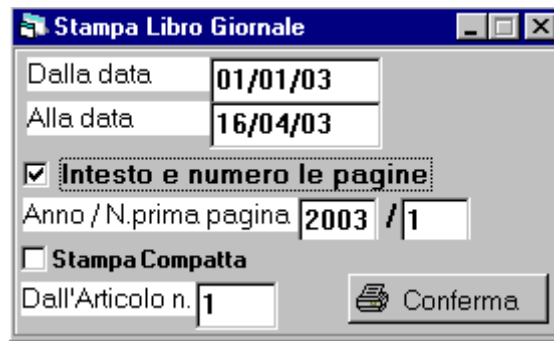 Stampa Libro Giornale
Dalla data 01/01/03
Alla data 16/04/03
Intesto e numero le pagine
Anno / N.prima pagina 2003 / 1
Stampa Compatta
Dall'Articolo n. 1 Conferma